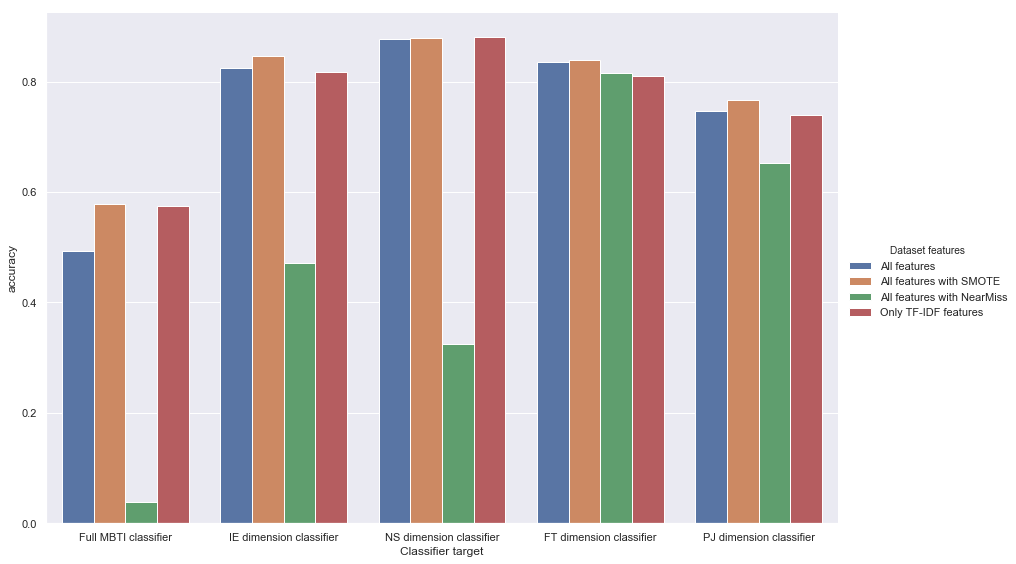 0.8
0.6
0.4
0.2
0.0
accuracy
Full MBTI classifier
IE dimension classifier
NS dimension classifier
FT dimension classifier
PJ dimension classifier
Classifier target
Dataset features
All features
All features with SMOTE
All features with NearMiss
Only TF-IDF features